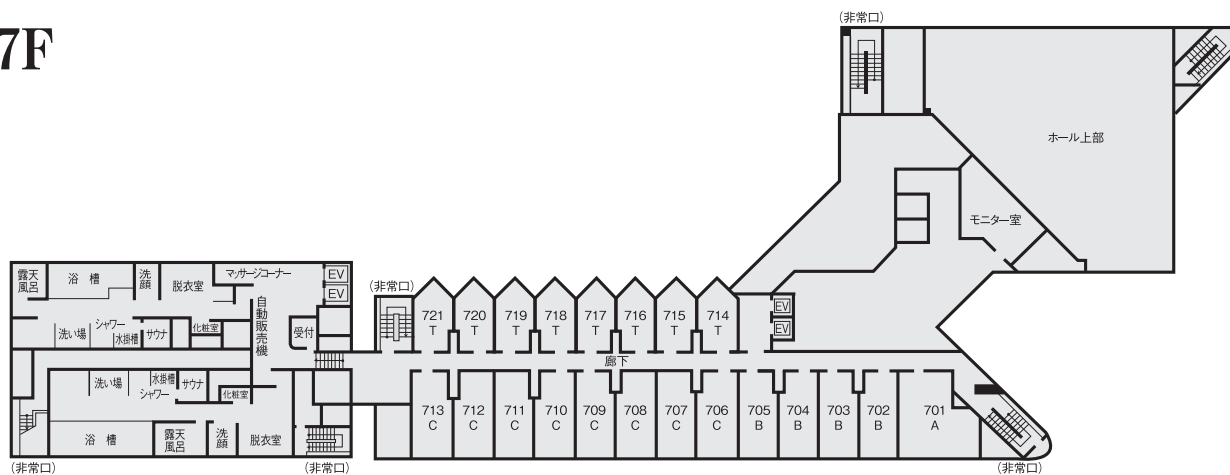 7F
(非常口)
ホール上部
モニター室
露天
風呂
浴槽
洗
顔
脱衣室
マッサージコーナー
EV
EV
自動販売機
受付
洗い場
シャワー
水掛槽
サウナ
化粧室
(非常口)
721
T
720
T
719
T
718
T
717
T
716
T
715
T
714
T
EV
EV
廊下
洗い場
水掛槽
シャワー
サウナ
化粧室
浴槽
露天
風呂
洗
顔
脱衣室
713
C
712
C
711
C
710
C
709
C
708
C
707
C
706
C
705
B
704
B
703
B
702
B
701
A
(非常口)
(非常口)
(非常口)